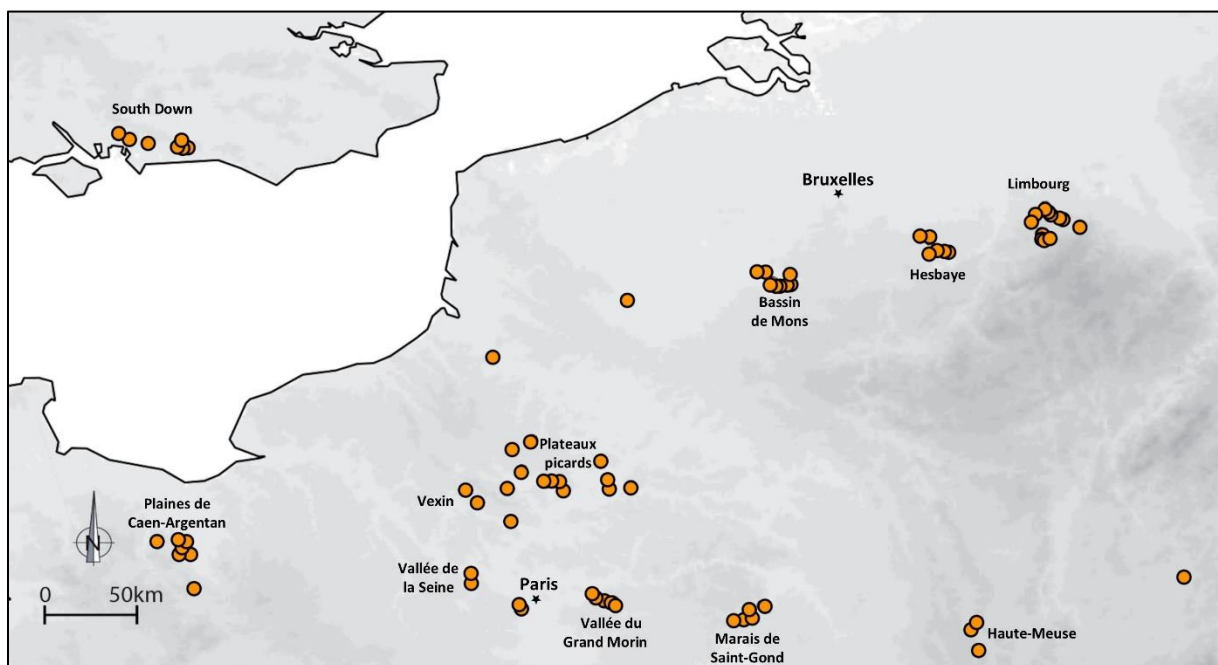 South Down
Bruxelles
Limbourg
Hesbaye
Bassin
de Mons
Plateaux
picards
Vexin
Plaines de
Caen-Argentan
N
0 50km
Vallée de
la Seine
Paris
Vallée du
Grand Morin
Marais de
Saint-Gond
Haute-Meuse